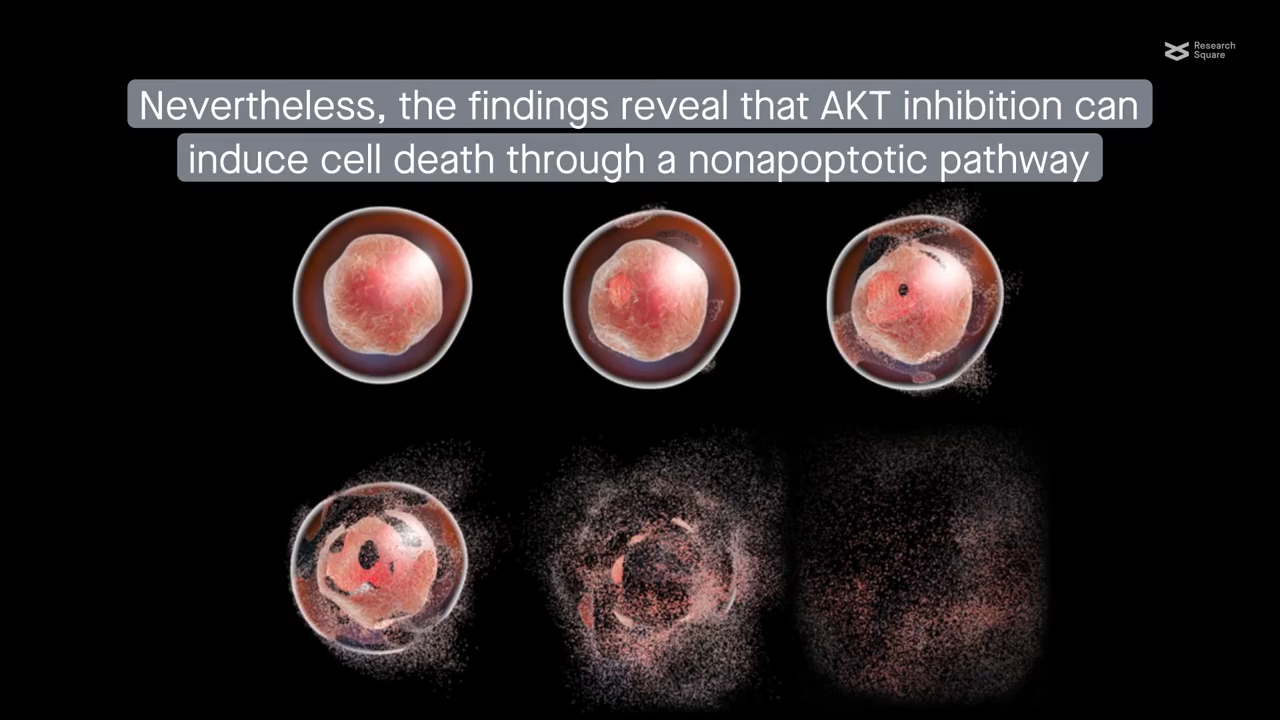 Research
Square
Nevertheless, the findings reveal that AKT inhibition can
induce cell death through a nonapoptotic pathway